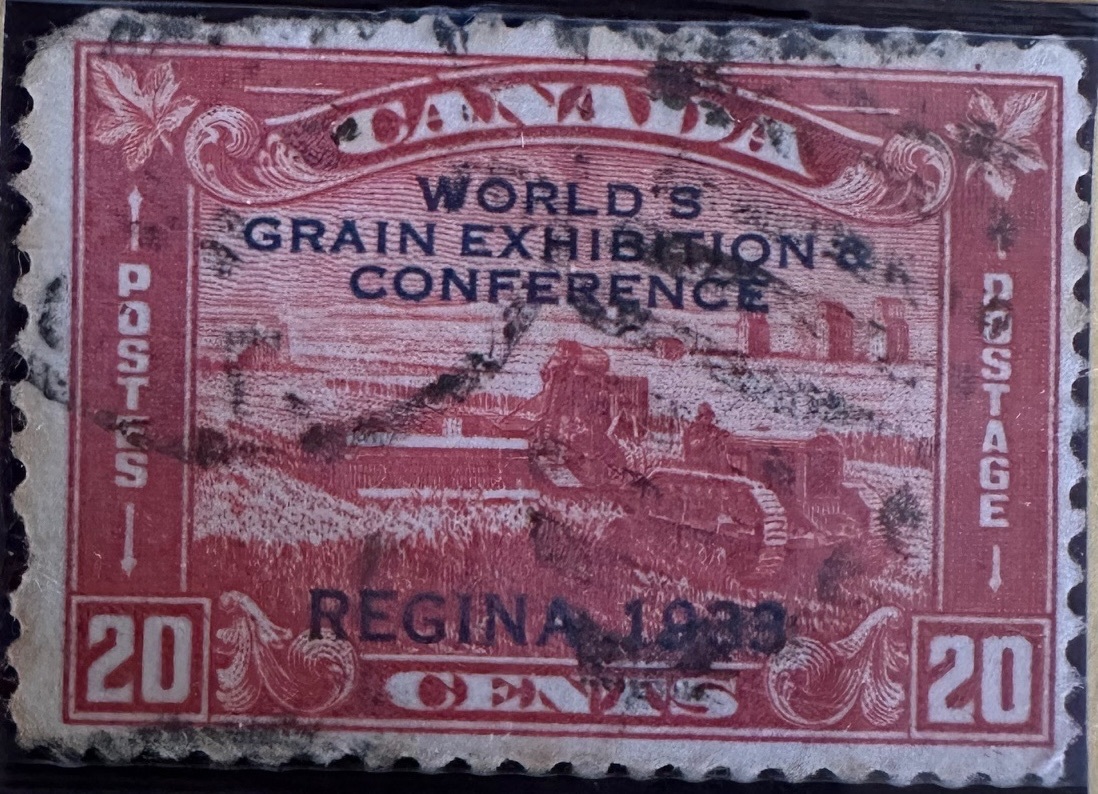 CANADA
WORLD'S
GRAIN EXHIBITION &
CONFERENCE
POSTES
POSTAGE
REGINA 1933
20
CENTS
20